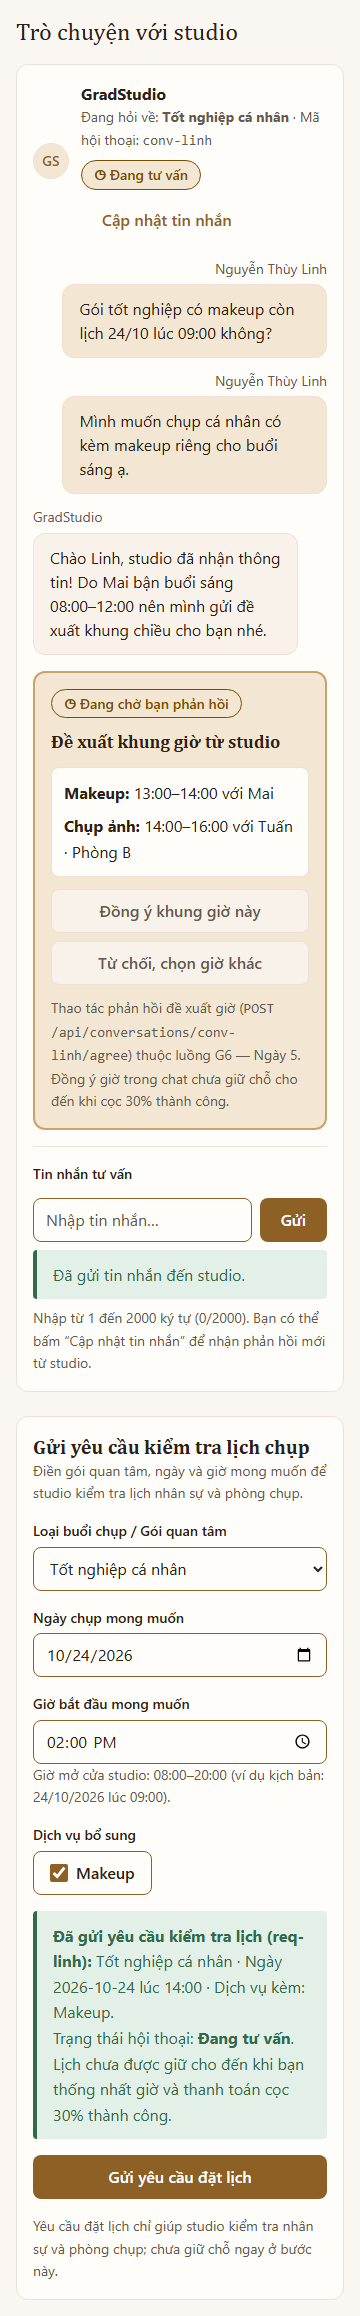 Trò chuyện với studio
GS
GradStudio
Đang hỏi về: Tốt nghiệp cá nhân · Mã
hội thoại: conv-linh
Đang tư vấn
Cập nhật tin nhắn
Nguyễn Thùy Linh
Gói tốt nghiệp có makeup còn
lịch 24/10 lúc 09:00 không?
Nguyễn Thùy Linh
Mình muốn chụp cá nhân có
kèm makeup riêng cho buổi
sáng ạ.
GradStudio
Chào Linh, studio đã nhận thông
tin! Do Mai bận buổi sáng
08:00–12:00 nên mình gửi đề
xuất khung chiều cho bạn nhé.
Đang chờ bạn phản hồi
Đề xuất khung giờ từ studio
Makeup: 13:00–14:00 với Mai
Chụp ảnh: 14:00–16:00 với Tuấn
· Phòng B
Đồng ý khung giờ này
Từ chối, chọn giờ khác
Thao tác phản hồi đề xuất giờ (POST
/api/conversations/conv-
linh/agree) thuộc luồng G6 — Ngày 5.
Đồng ý giờ trong chat chưa giữ chỗ cho
đến khi cọc 30% thành công.
Tin nhắn tư vấn
Nhập tin nhắn...
Gửi
Đã gửi tin nhắn đến studio.
Nhập từ 1 đến 2000 ký tự (0/2000). Bạn có thể
bấm “Cập nhật tin nhắn” để nhận phản hồi mới
từ studio.
Gửi yêu cầu kiểm tra lịch chụp
Điền gói quan tâm, ngày và giờ mong muốn để
studio kiểm tra lịch nhân sự và phòng chụp.
Loại buổi chụp / Gói quan tâm
Tốt nghiệp cá nhân
Ngày chụp mong muốn
10/24/2026
Giờ bắt đầu mong muốn
02:00 PM
Giờ mở cửa studio: 08:00–20:00 (ví dụ kịch bản:
24/10/2026 lúc 09:00).
Dịch vụ bổ sung
Makeup
Đã gửi yêu cầu kiểm tra lịch (req-
linh): Tốt nghiệp cá nhân · Ngày
2026-10-24 lúc 14:00 · Dịch vụ kèm:
Makeup.
Trạng thái hội thoại: Đang tư vấn.
Lịch chưa được giữ cho đến khi bạn
thống nhất giờ và thanh toán cọc
30% thành công.
Gửi yêu cầu đặt lịch
Yêu cầu đặt lịch chỉ giúp studio kiểm tra nhân
sự và phòng chụp; chưa giữ chỗ ngay ở bước
này.